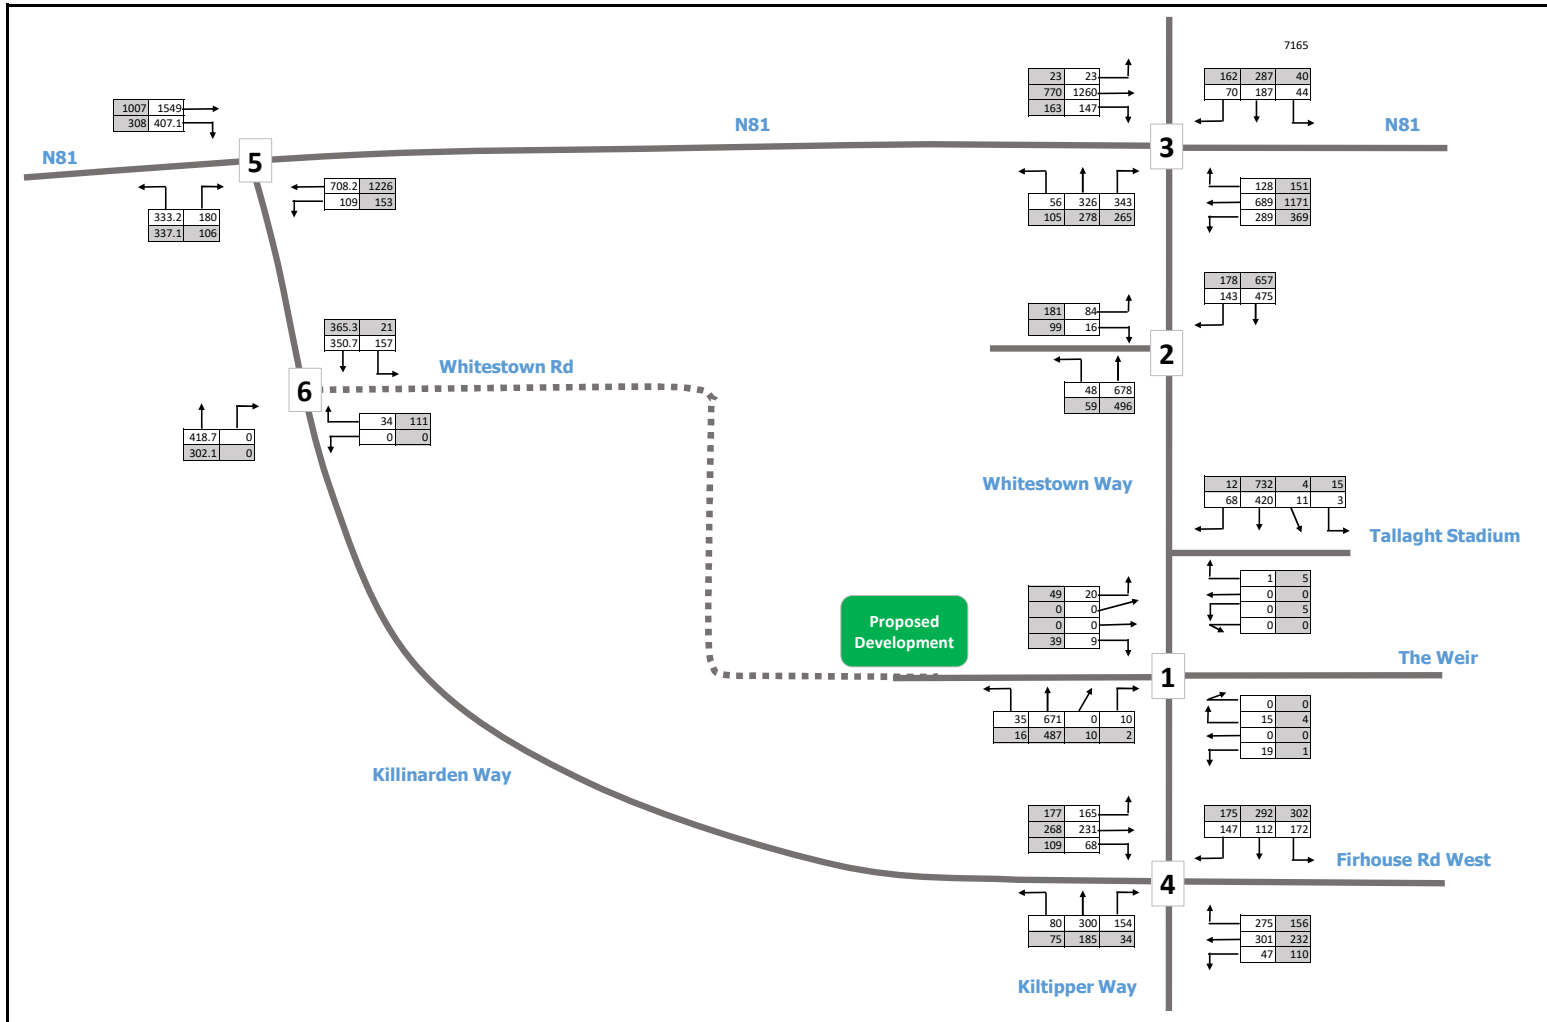 7165
23 23
770 1260
163 147
162 287 40
70 187 44
1007 1549
308 407.1
N81
N81
N81
5
3
333.2 180
337.1 106
708.2 1226
109 153
56 326 343
105 278 265
128 151
689 1171
289 369
178 657
143 475
181 84
99 16
2
48 678
59 496
365.3 21
350.7 157
Whitestown Rd
6
34 111
0 0
418.7 0
302.1 0
Whitestown Way
12 732 4 15
68 420 11 3
Tallaght Stadium
1 5
0 0
0 5
0 0
49 20
0 0
0 0
39 9
Proposed
Development
The Weir
1
35 671 0 10
16 487 10 2
0 0
15 4
0 0
19 1
Killinarden Way
177 165
268 231
109 68
175 292 302
147 112 172
Firhouse Rd West
4
80 300 154
75 185 34
275 156
301 232
47 110
Kiltipper Way